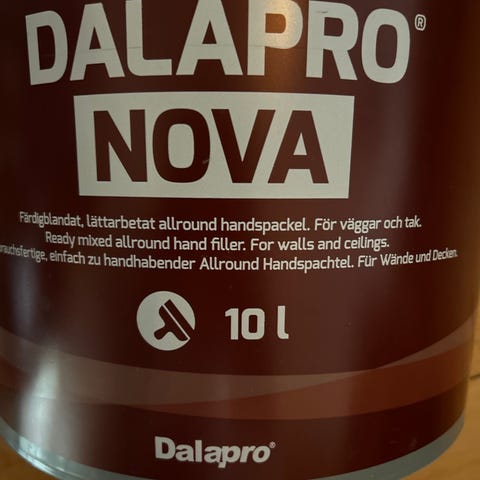 DALAPRO®
NOVA
Färdigblandat, lättarbetat allround handspackel. För väggar och tak.
Ready mixed allround hand filler. For walls and ceilings.
einfach zu handhabender Allround Handspachtel. Für Wände und Decken.
10 l
Dalapro®